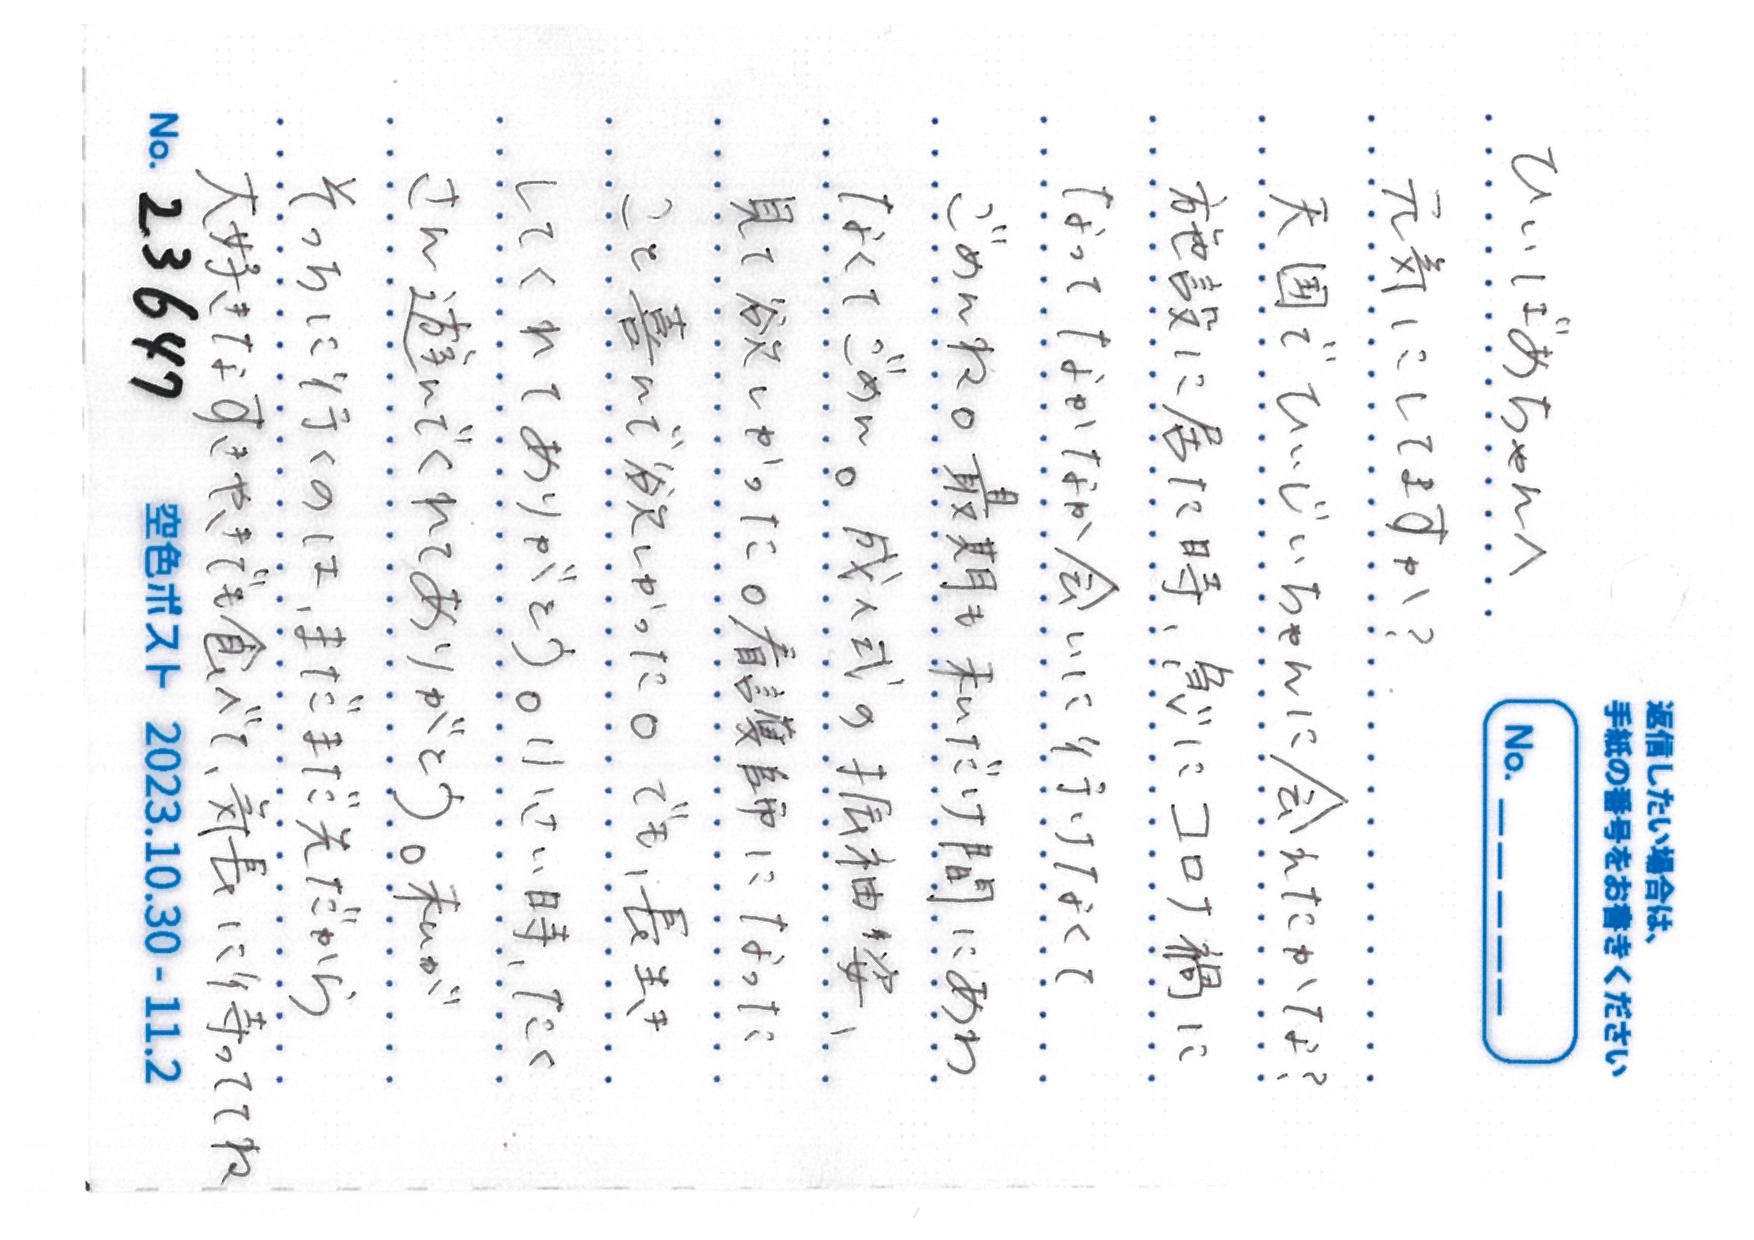 返信したい場合は、
手紙の番号をお書きください
No. _ _ _ _ _
ひぃばあちゃんへ
元気にしてますか?
天国でひぃじぃちゃんに会れたかな?
施設に居た時、急にコロナ禍に
なってなかなか会いに行けなくて
ごめんね。最期も私だけ間にあわ
なくてごめん。成人式の振袖姿、
見て欲しかった。看護師になった
こと喜んで欲しかった。でも、長生き
してくれてありがとう。小さい時、たく
さん遊んでくれてありがとう。私が
そっちに行くのは、まだまだ先だから
大好きなすきやきでも食べて、気長に待っててね
No. 23647
空色ポスト 2023.10.30 - 11.2